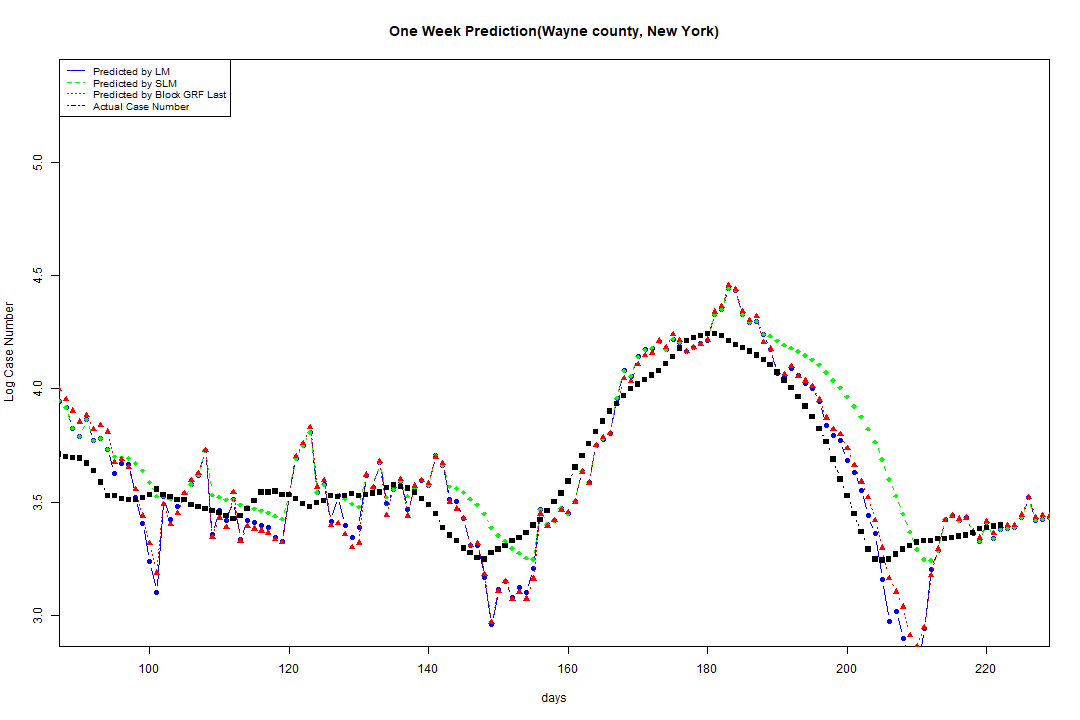 One Week Prediction(Wayne county, New York)
Predicted by LM
Predicted by SLM
Predicted by Block GRF Last
Actual Case Number
Log Case Number
5.0
4.5
4.0
3.5
3.0
100 120 140 160 180 200 220
days